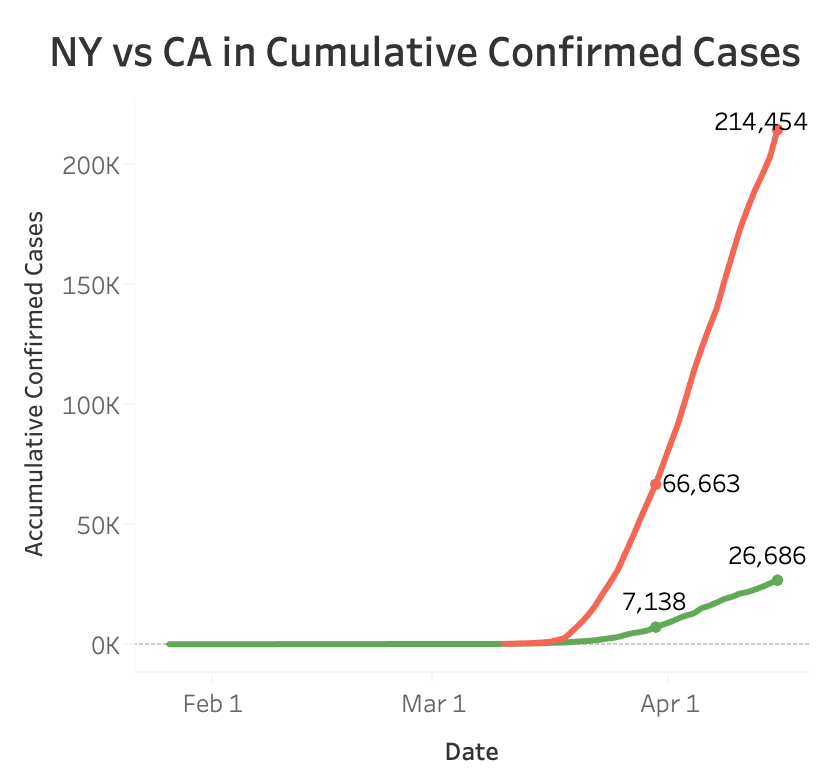 NY vs CA in Cumulative Confirmed Cases
Accumulative Confirmed Cases
214,454
200K
150K
100K
66,663
50K
26,686
7,138
0K
Feb 1
Mar 1
Apr 1
Date